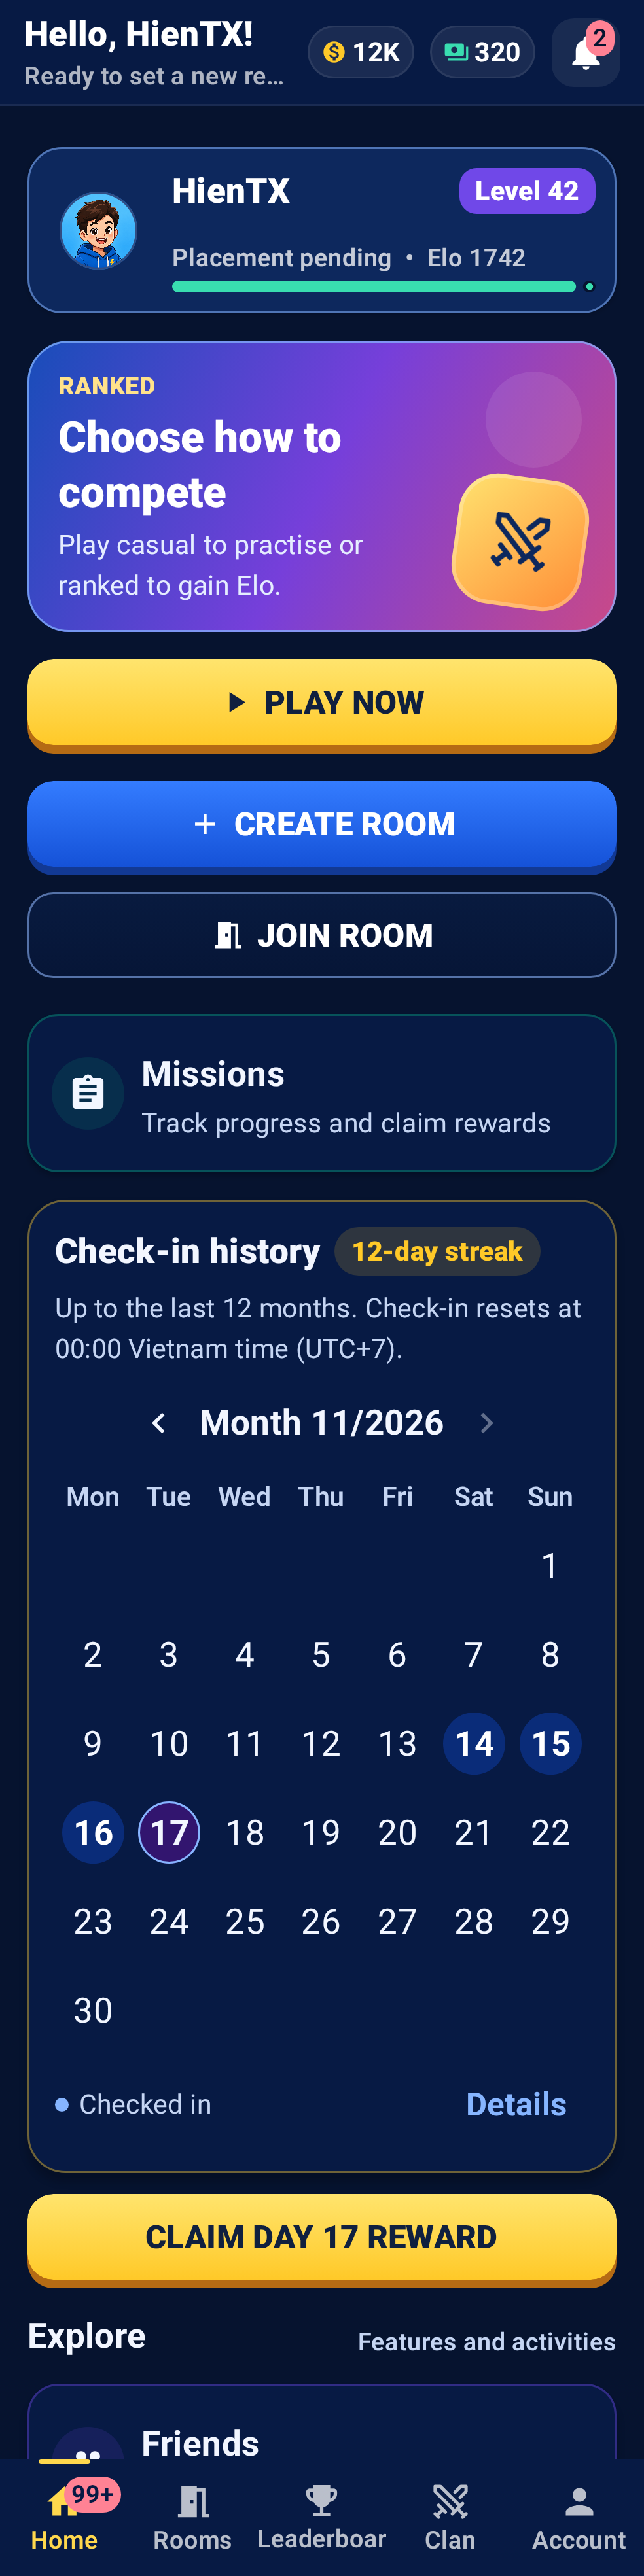 Hello, HienTX!
Ready to set a new re...
12K
320
2
HienTX
Level 42
Placement pending • Elo 1742
RANKED
Choose how to
compete
Play casual to practise or
ranked to gain Elo.
PLAY NOW
CREATE ROOM
JOIN ROOM
Missions
Track progress and claim rewards
Check-in history
12-day streak
Up to the last 12 months. Check-in resets at
00:00 Vietnam time (UTC+7).
Month 11/2026
Mon Tue Wed Thu Fri Sat Sun
1
2 3 4 5 6 7 8
9 10 11 12 13 14 15
16 17 18 19 20 21 22
23 24 25 26 27 28 29
30
Checked in
Details
CLAIM DAY 17 REWARD
Explore
Features and activities
Friends
99+
Home Rooms Leaderboar Clan Account